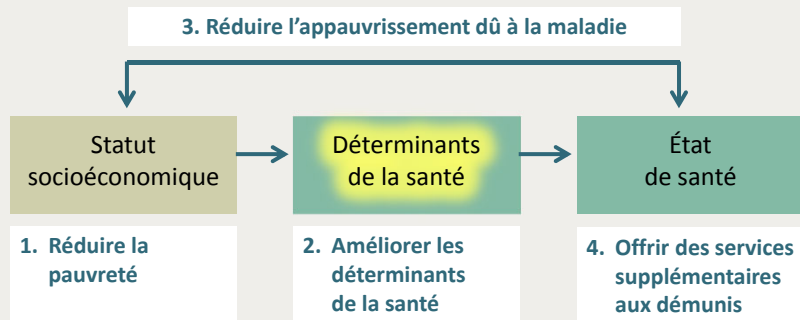 3. Réduire l'appauvrissement dû à la maladie
Statut
socioéconomique
Déterminants
de la santé
État
de santé
1. Réduire la
pauvreté
2. Améliorer les
déterminants
de la santé
4. Offrir des services
supplémentaires
aux démunis